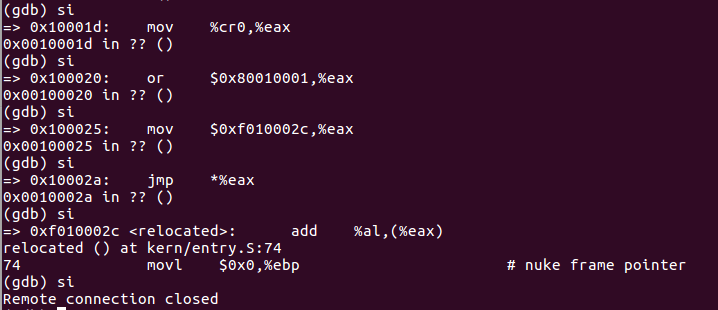 (gdb) si
=> 0x10001d:    mov    %cr0,%eax
0x0010001d in ?? ()
(gdb) si
=> 0x100020:    or     $0x80010001,%eax
0x00100020 in ?? ()
(gdb) si
=> 0x100025:    mov    $0xf010002c,%eax
0x00100025 in ?? ()
(gdb) si
=> 0x10002a:    jmp    *%eax
0x0010002a in ?? ()
(gdb) si
=> 0xf010002c <relocated>:      add    %al,(%eax)
relocated () at kern/entry.S:74
74              movl   $0x0,%ebp                       # nuke frame pointer
(gdb) si
Remote connection closed